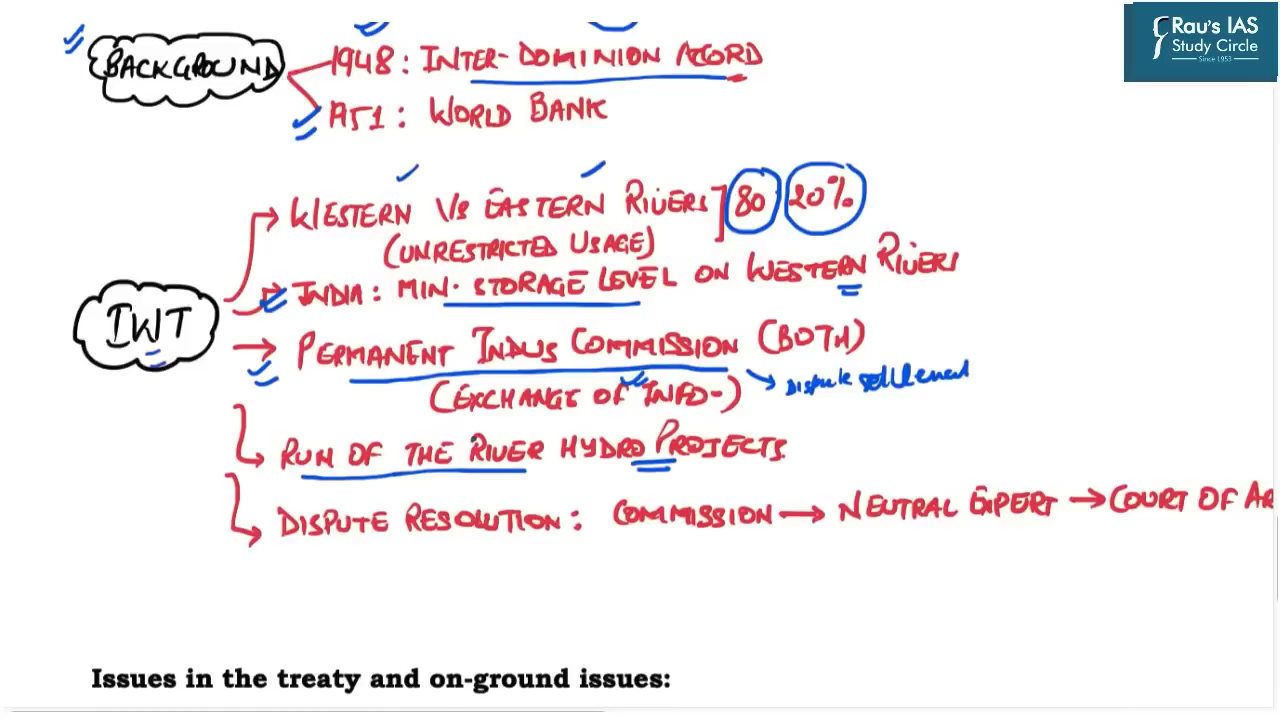 Rau's IAS
Study Circle
Since 1953
BACKGROUND
1948: INTER-DOMINION ACCORD
1951: WORLD BANK
WESTERN V/S EASTERN RIVERS] 80 20%
(UNRESTRICTED USAGE)
INDIA: MIN. STORAGE LEVEL ON WESTERN RIVERS
IWT
PERMANENT INDUS COMMISSION (BOTH)
Dispute settlement
(EXCHANGE OF INFO-)
RUN OF THE RIVER HYDRO PROJECTS
DISPUTE RESOLUTION: COMMISSION → NEUTRAL EXPERT → COURT OF AR
Issues in the treaty and on-ground issues: